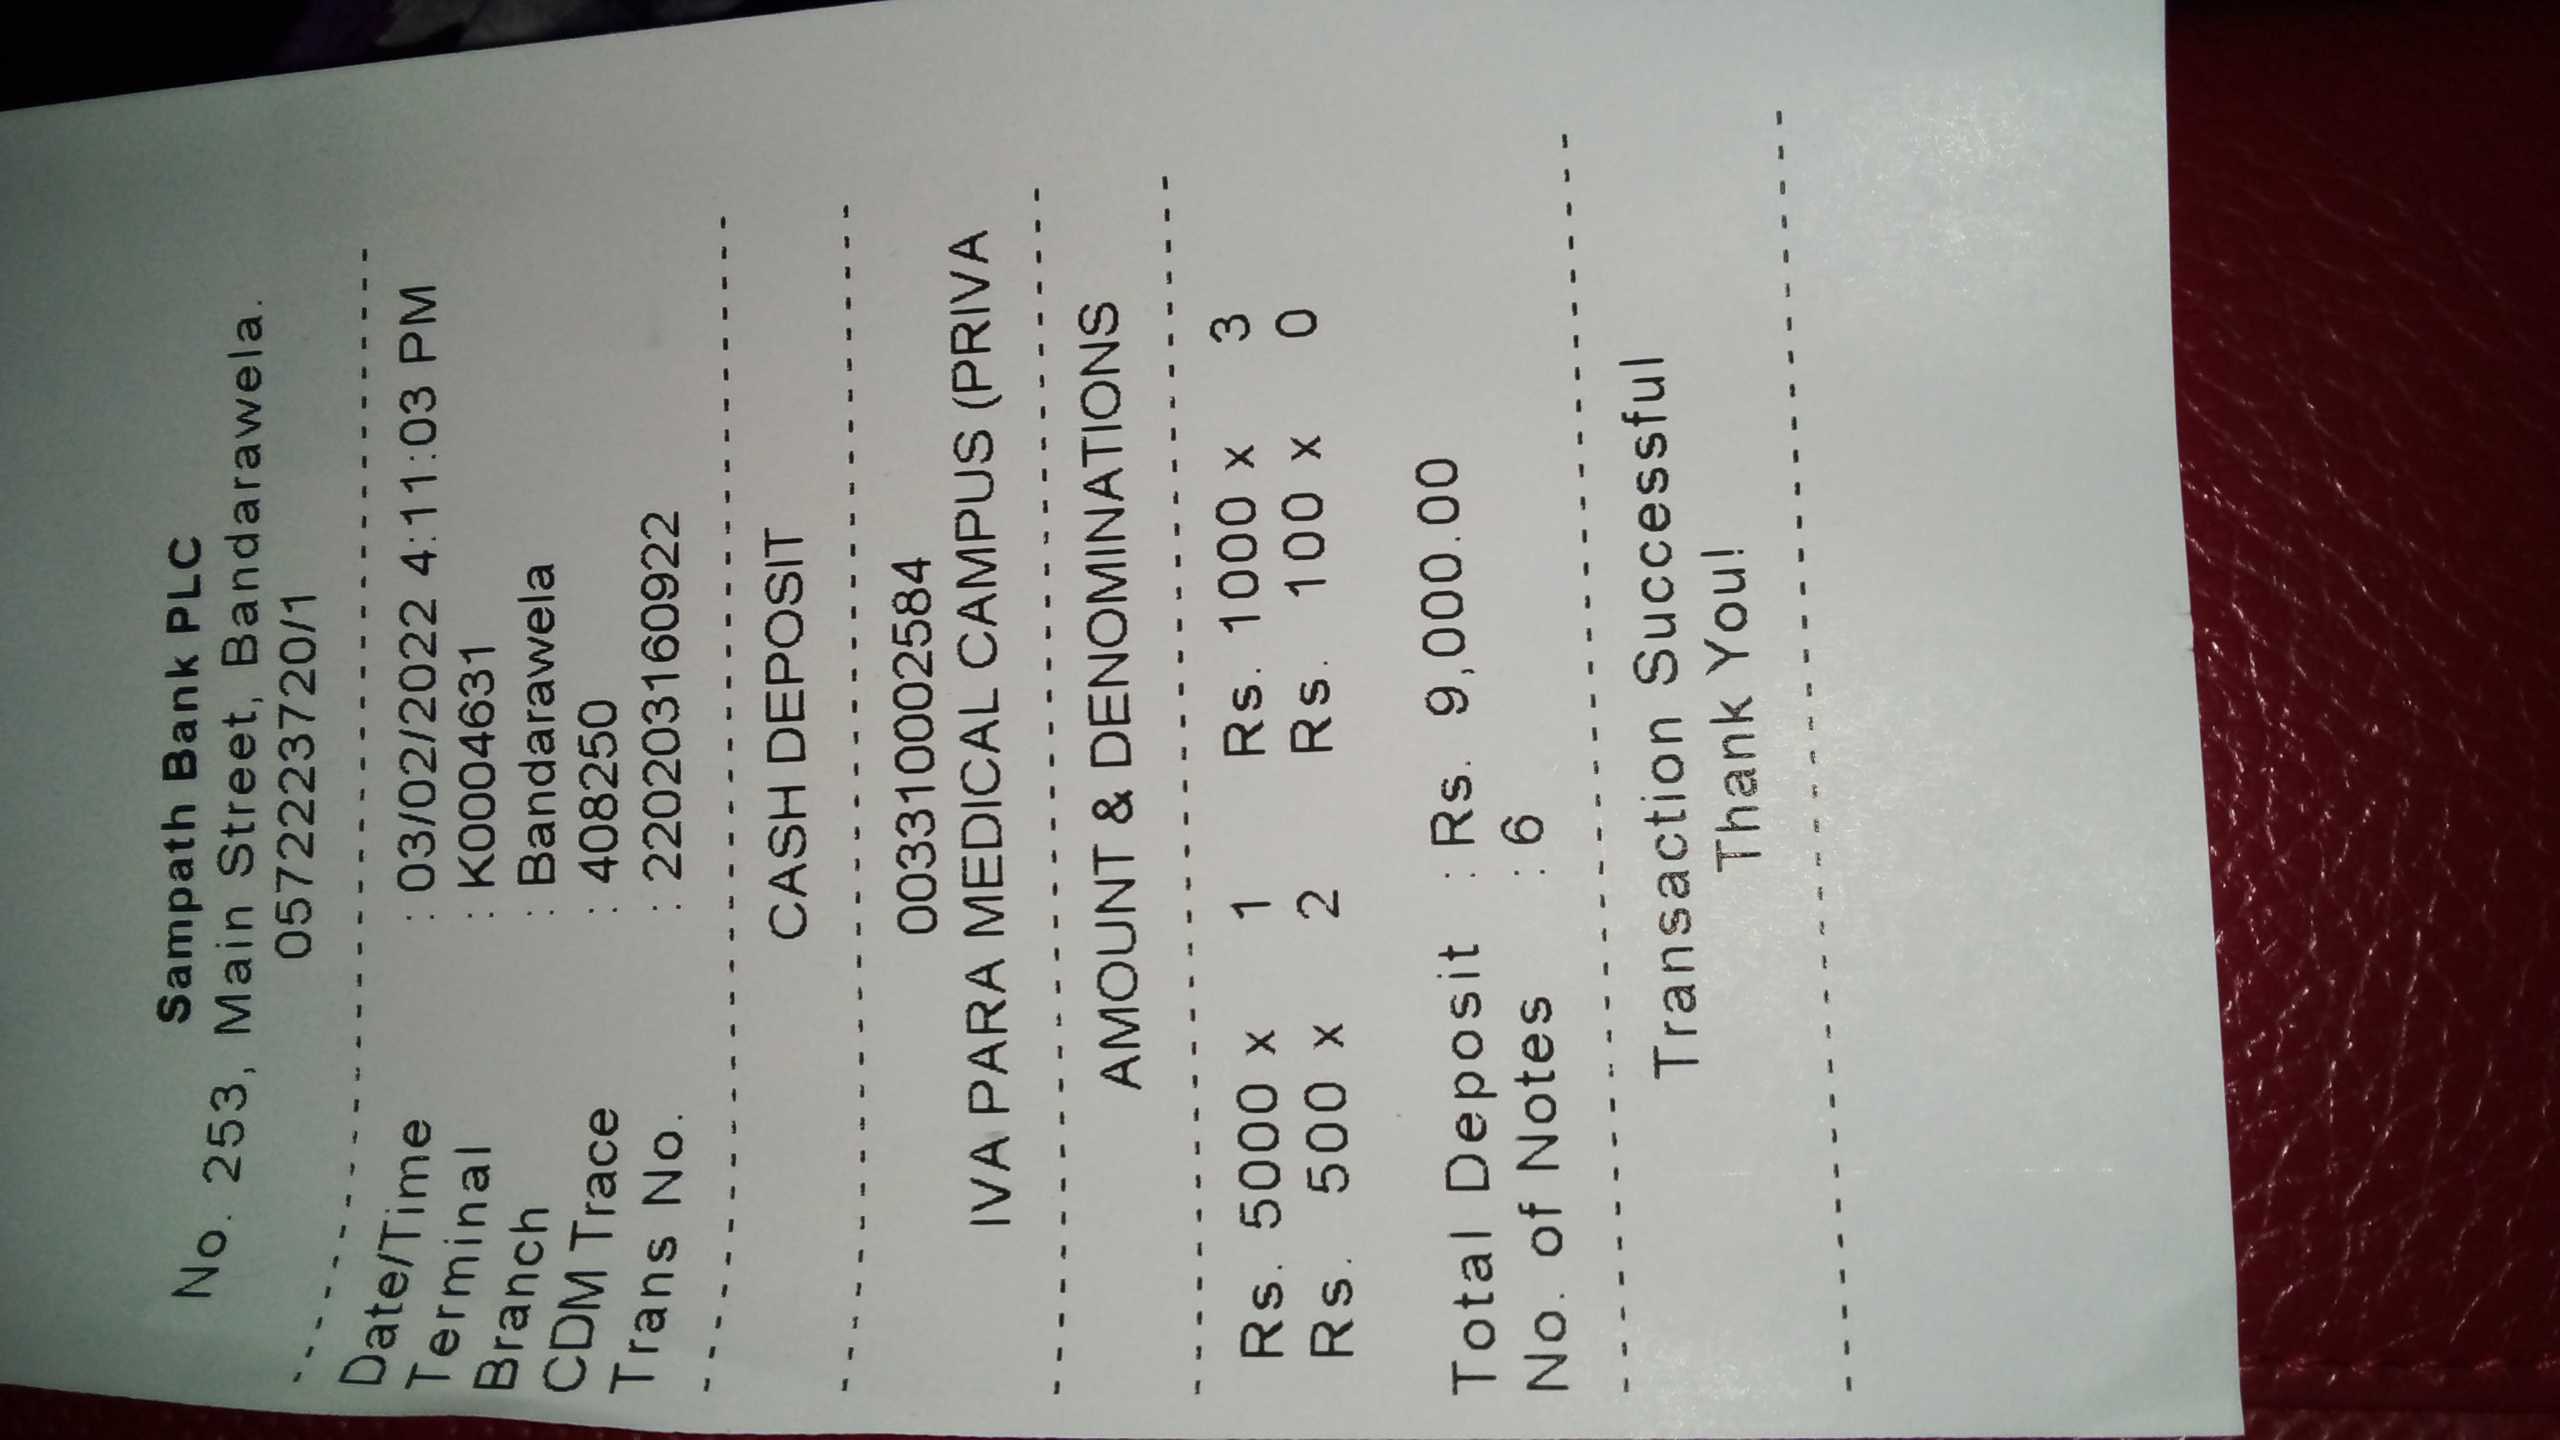 Sampath Bank PLC
No. 253, Main Street, Bandarawela.
0572223720/1
Date/Time : 03/02/2022 4:11:03 PM
Terminal : K0004631
Branch : Bandarawela
CDM Trace : 408250
Trans No. : 220203160922
CASH DEPOSIT
003310002584
IVA PARA MEDICAL CAMPUS (PRIVA
AMOUNT & DENOMINATIONS
Rs. 5000 x 1 Rs. 1000 x 3
Rs. 500 x 2 Rs. 100 x 0
Total Deposit : Rs. 9,000.00
No. of Notes : 6
Transaction Successful
Thank You!